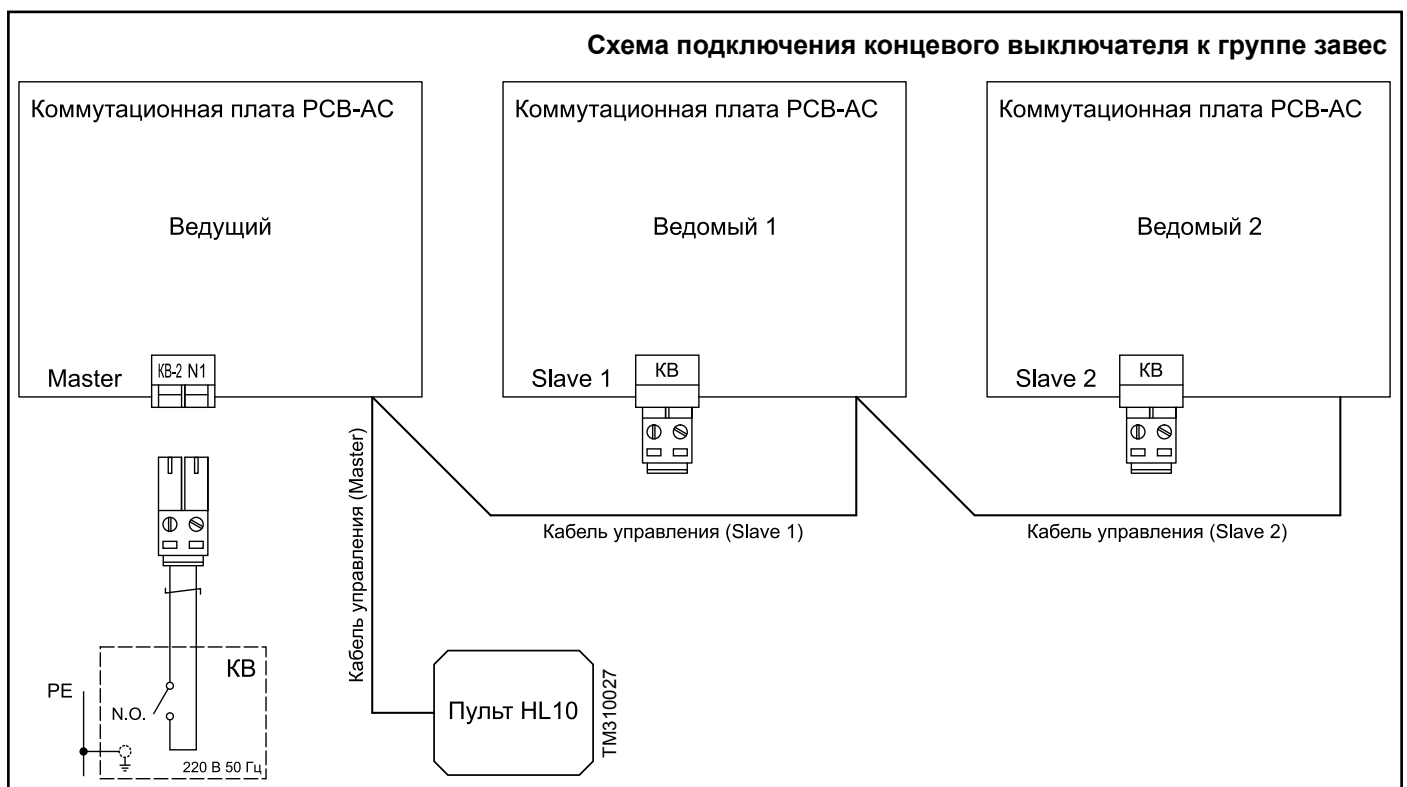 Схема подключения концевого выключателя к группе завес
Коммутационная плата PCB-AC
Ведущий
Master
КВ-2 N1
Коммутационная плата PCB-AC
Ведомый 1
Slave 1
КВ
Коммутационная плата PCB-AC
Ведомый 2
Slave 2
КВ
Кабель управления (Master)
Кабель управления (Slave 1)
Кабель управления (Slave 2)
КВ
PE
N.O.
220 В 50 Гц
Пульт HL10
TM310027